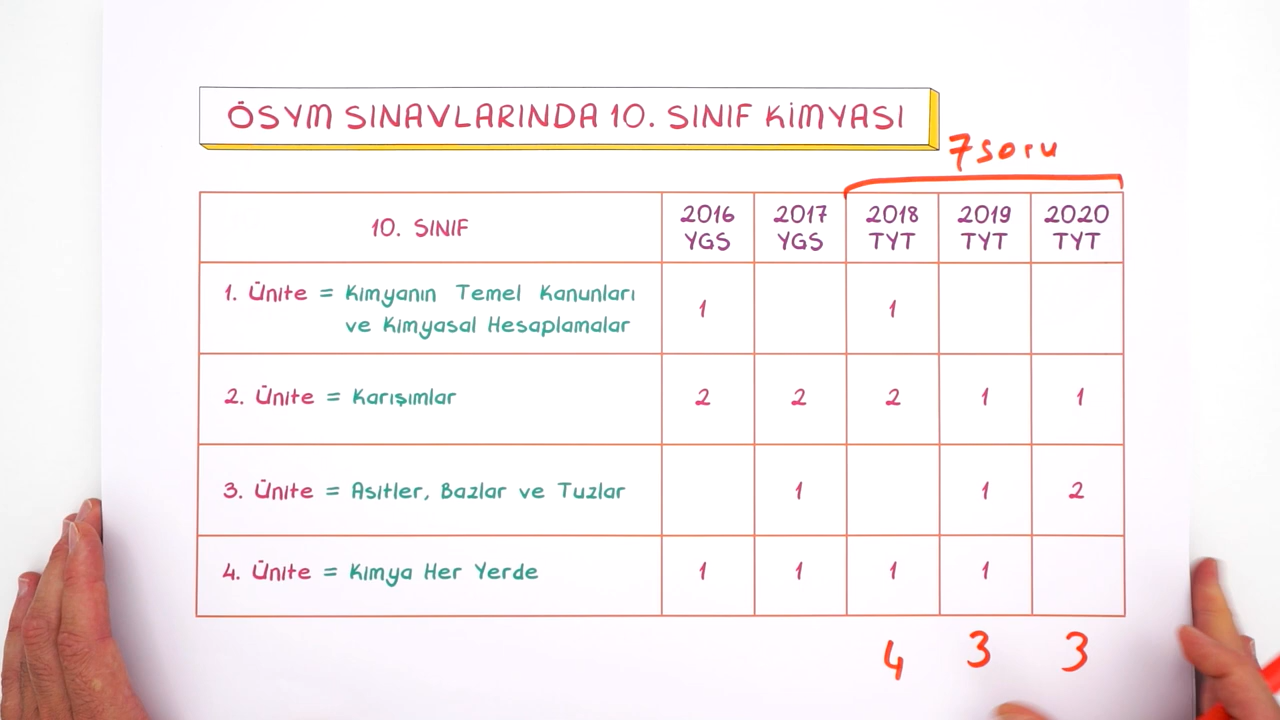 ÖSYM SINAVLARINDA 10. SINIF KİMYASI
7 soru
10. SINIF 2016 YGS 2017 YGS 2018 TYT 2019 TYT 2020 TYT
1. Ünite = Kimyanın Temel Kanunları
ve Kimyasal Hesaplamalar 1 1
2. Ünite = Karışımlar 2 2 2 1 1
3. Ünite = Asitler, Bazlar ve Tuzlar 1 1 2
4. Ünite = Kimya Her Yerde 1 1 1 1
4 3 3